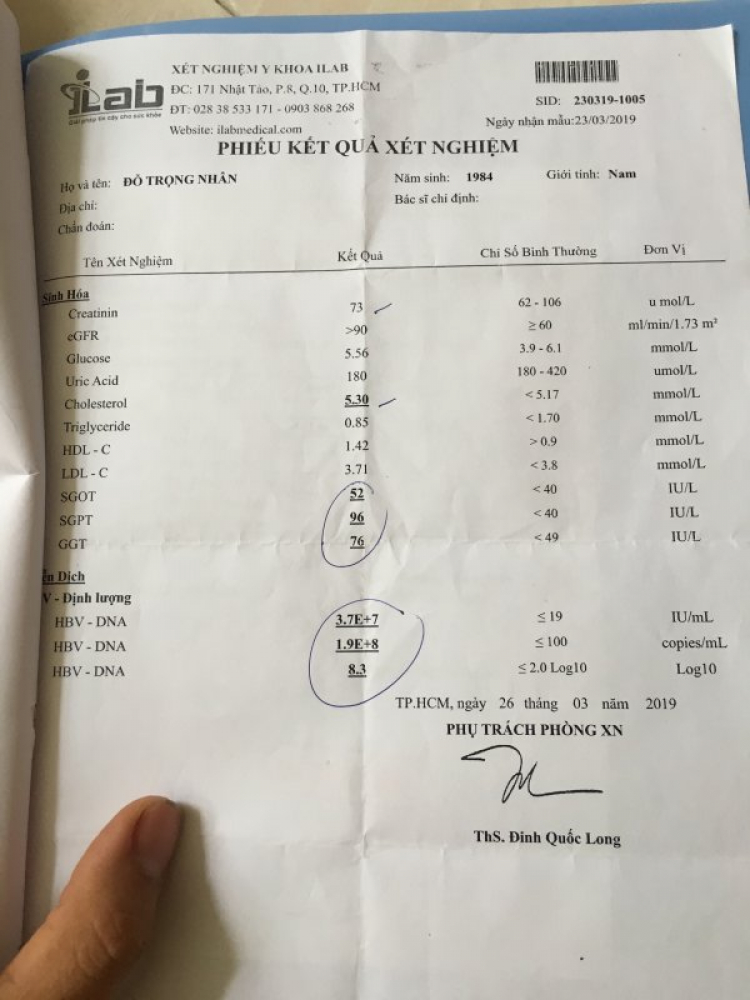 iLab
Giải pháp tin cậy cho sức khỏe
XÉT NGHIỆM Y KHOA ILAB
ĐC: 171 Nhật Tảo, P.8, Q.10, TP.HCM
ĐT: 028 38 533 171 - 0903 868 268
Website: ilabmedical.com
SID: 230319-1005
Ngày nhận mẫu:23/03/2019
PHIẾU KẾT QUẢ XÉT NGHIỆM
Họ và tên: ĐỖ TRỌNG NHÂN Năm sinh: 1984 Giới tính: Nam
Địa chỉ: Bác sĩ chỉ định:
Chẩn đoán:
Tên Xét Nghiệm Kết Quả Chỉ Số Bình Thường Đơn Vị
Sinh Hóa
Creatinin 73 62 - 106 u mol/L
eGFR >90 ≥ 60 ml/min/1.73 m²
Glucose 5.56 3.9 - 6.1 mmol/L
Uric Acid 180 180 - 420 umol/L
Cholesterol 5.30 < 5.17 mmol/L
Triglyceride 0.85 < 1.70 mmol/L
HDL - C 1.42 > 0.9 mmol/L
LDL - C 3.71 < 3.8 mmol/L
SGOT 52 < 40 IU/L
SGPT 96 < 40 IU/L
GGT 76 < 49 IU/L
ễn Dịch
V - Định lượng
HBV - DNA 3.7E+7 ≤ 19 IU/mL
HBV - DNA 1.9E+8 ≤ 100 copies/mL
HBV - DNA 8.3 ≤ 2.0 Log10 Log10
TP.HCM, ngày 26 tháng 03 năm 2019
PHỤ TRÁCH PHÒNG XN
ThS. Đinh Quốc Long